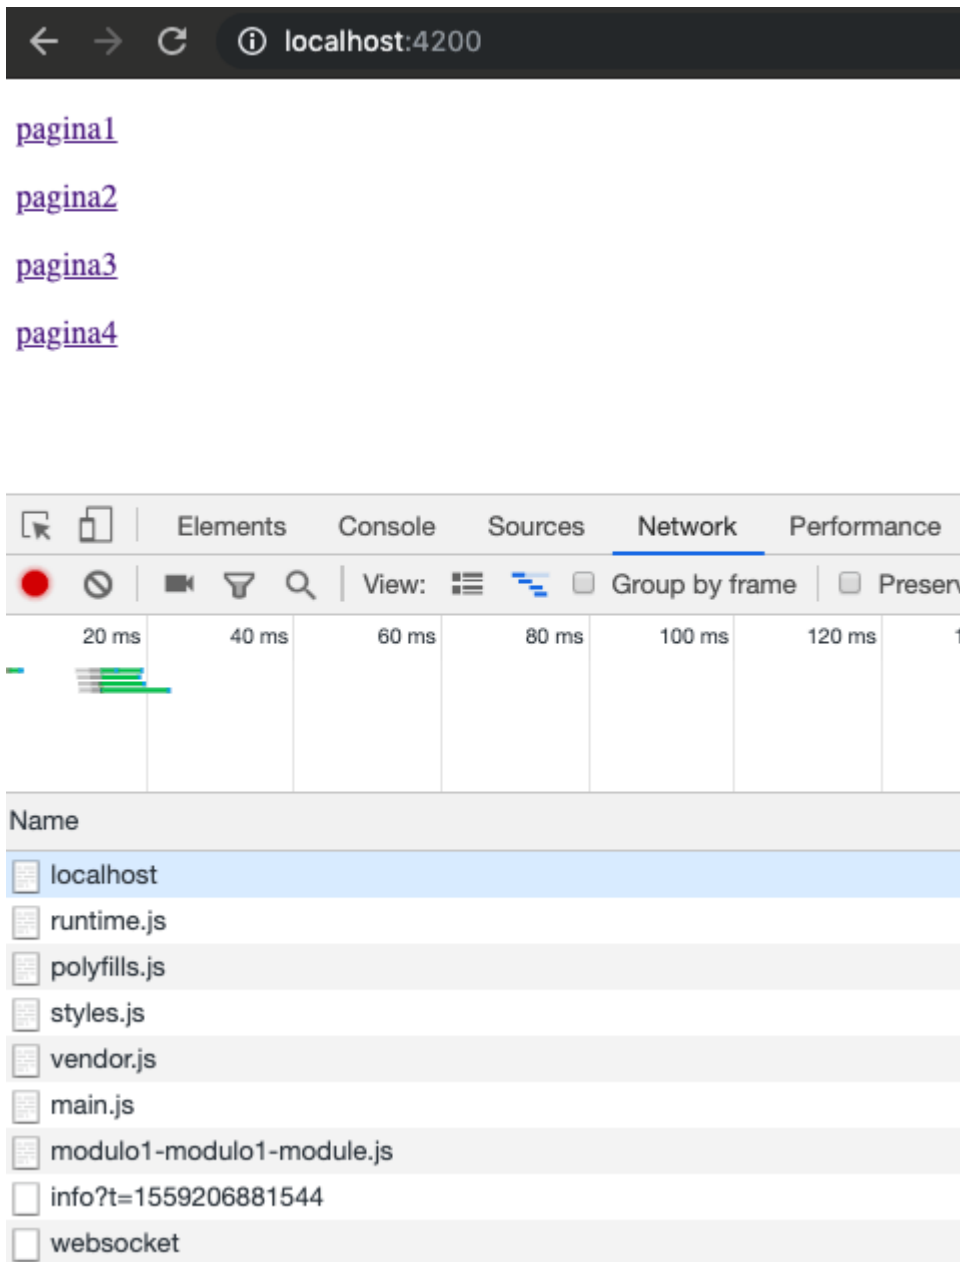 localhost:4200
pagina1
pagina2
pagina3
pagina4
Elements Console Sources Network Performance
View: Group by frame Preserv
20 ms 40 ms 60 ms 80 ms 100 ms 120 ms 1
Name
localhost
runtime.js
polyfills.js
styles.js
vendor.js
main.js
modulo1-modulo1-module.js
info?t=1559206881544
websocket